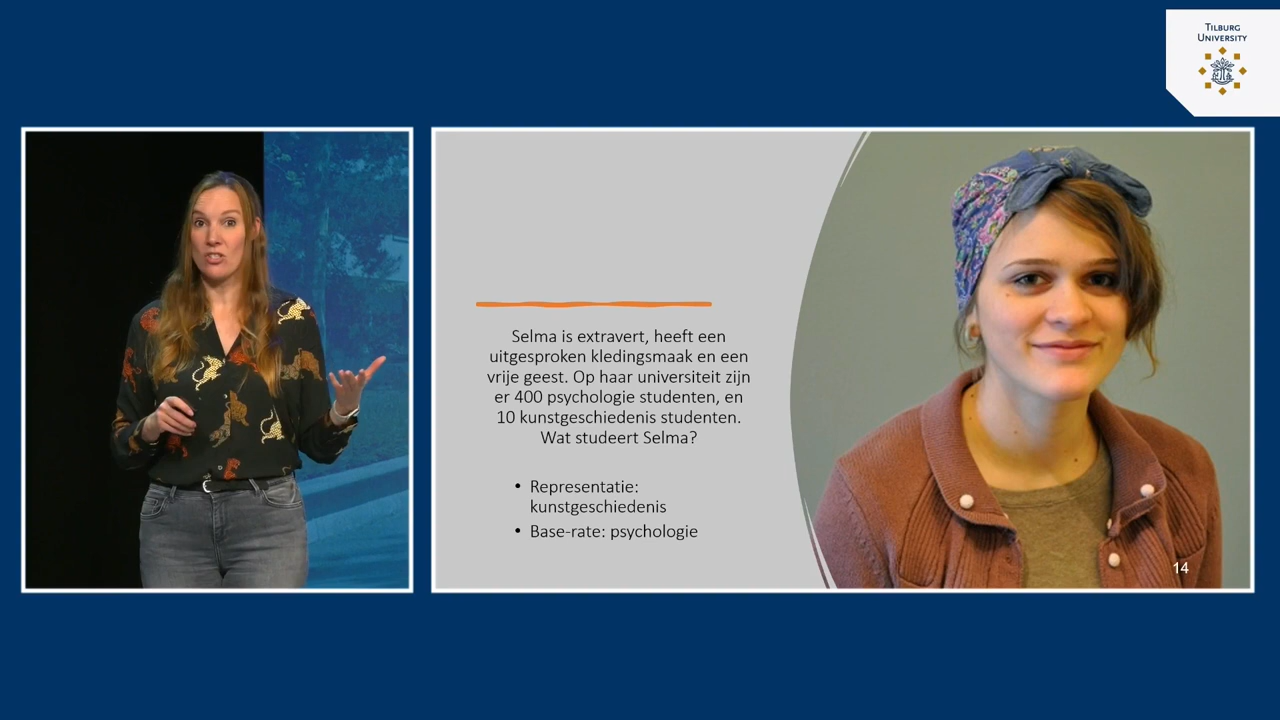 TILBURG
UNIVERSITY
Selma is extravert, heeft een
uitgesproken kledingsmaak en een
vrije geest. Op haar universiteit zijn
er 400 psychologie studenten, en
10 kunstgeschiedenis studenten.
Wat studeert Selma?
• Representatie:
kunstgeschiedenis
• Base-rate: psychologie
14